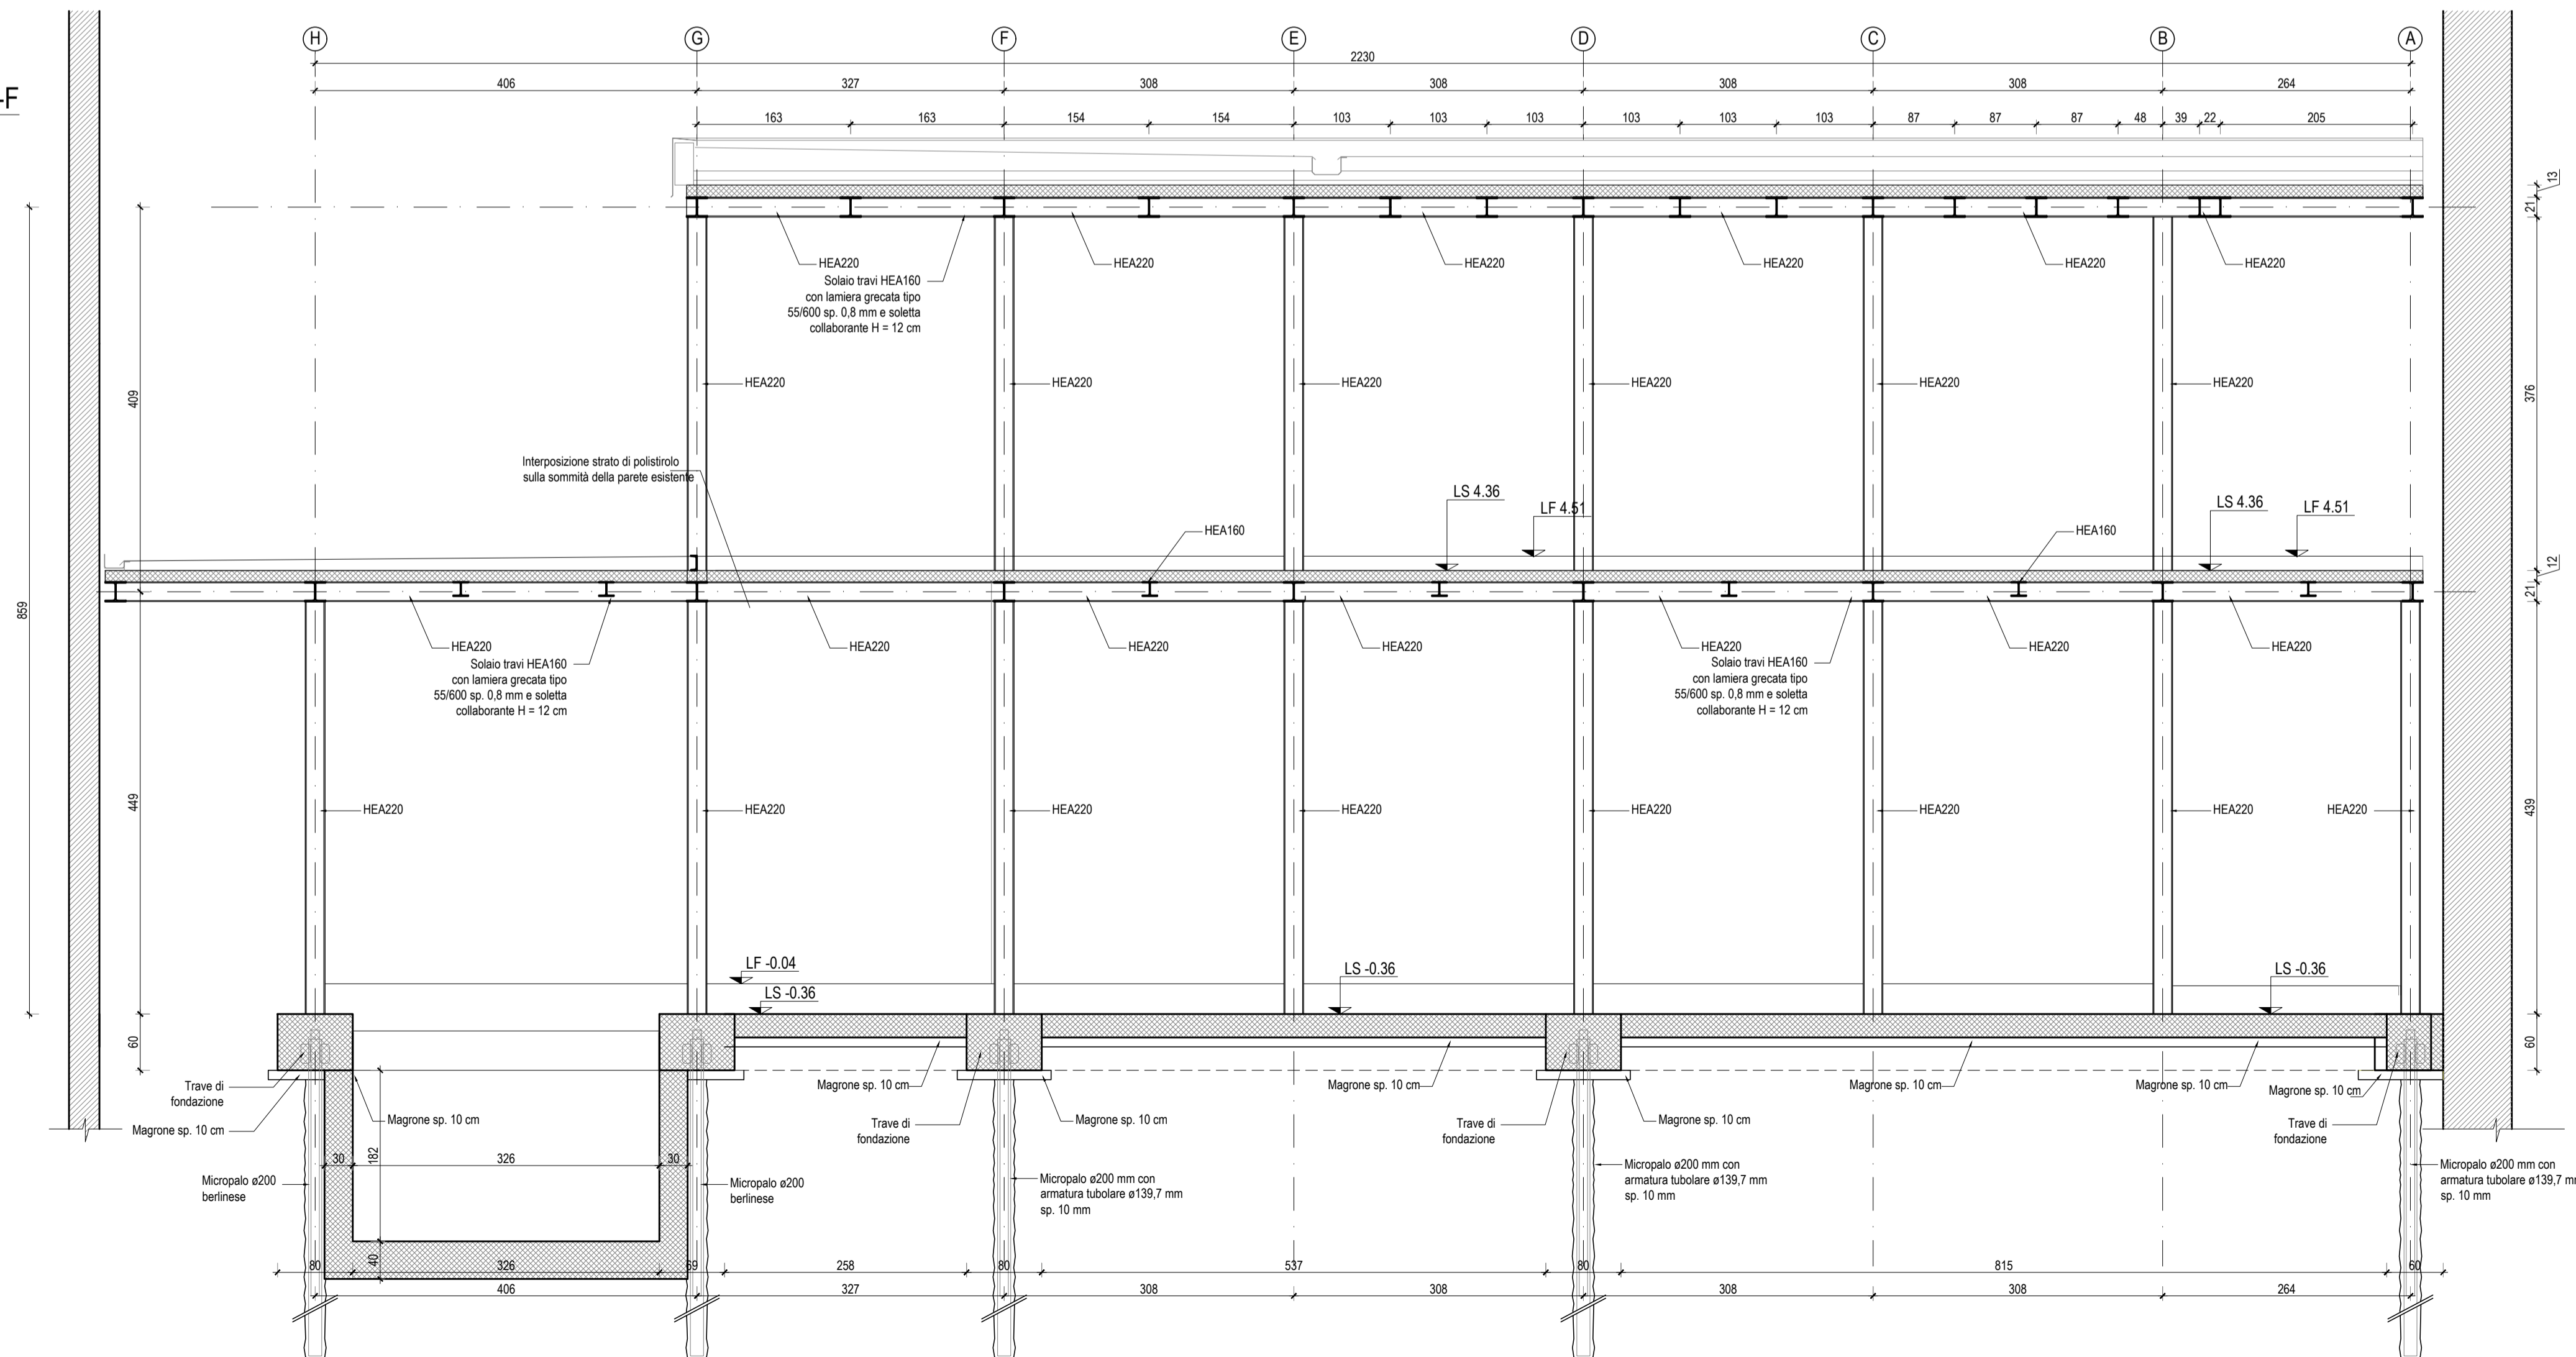 H G F E D C B A
2230
-F
406 327 308 308 308 308 264
163 163 154 154 103 103 103 103 103 103 87 87 87 48 39 22 205
13
21
HEA220 HEA220 HEA220 HEA220 HEA220 HEA220
Solaio travi HEA160
con lamiera grecata tipo
55/600 sp. 0,8 mm e soletta
collaborante H = 12 cm
HEA220 HEA220 HEA220 HEA220 HEA220 HEA220
409
376
Interposizione strato di polistirolo
sulla sommità della parete esistente
LS 4.36
LF 4.51
LS 4.36
LF 4.51
HEA160 HEA160
12
21
859
HEA220 HEA220 HEA220 HEA220 HEA220 HEA220 HEA220
Solaio travi HEA160
con lamiera grecata tipo
55/600 sp. 0,8 mm e soletta
collaborante H = 12 cm
Solaio travi HEA160
con lamiera grecata tipo
55/600 sp. 0,8 mm e soletta
collaborante H = 12 cm
449
HEA220 HEA220 HEA220 HEA220 HEA220 HEA220 HEA220 HEA220
439
LF -0.04
LS -0.36
LS -0.36
LS -0.36
60
60
Trave di
fondazione
Magrone sp. 10 cm
Magrone sp. 10 cm
Magrone sp. 10 cm
Trave di
fondazione
Magrone sp. 10 cm
Magrone sp. 10 cm
Trave di
fondazione
Magrone sp. 10 cm
Magrone sp. 10 cm
Magrone sp. 10 cm
Magrone sp. 10 cm
Trave di
fondazione
30 326 30
182
Micropalo ø200
berlinese
Micropalo ø200
berlinese
Micropalo ø200 mm con
armatura tubolare ø139,7 mm
sp. 10 mm
Micropalo ø200 mm con
armatura tubolare ø139,7 mm
sp. 10 mm
Micropalo ø200 mm con
armatura tubolare ø139,7 m
sp. 10 mm
40
80 326 69 258 80 537 80 815 60
406 327 308 308 308 308 264